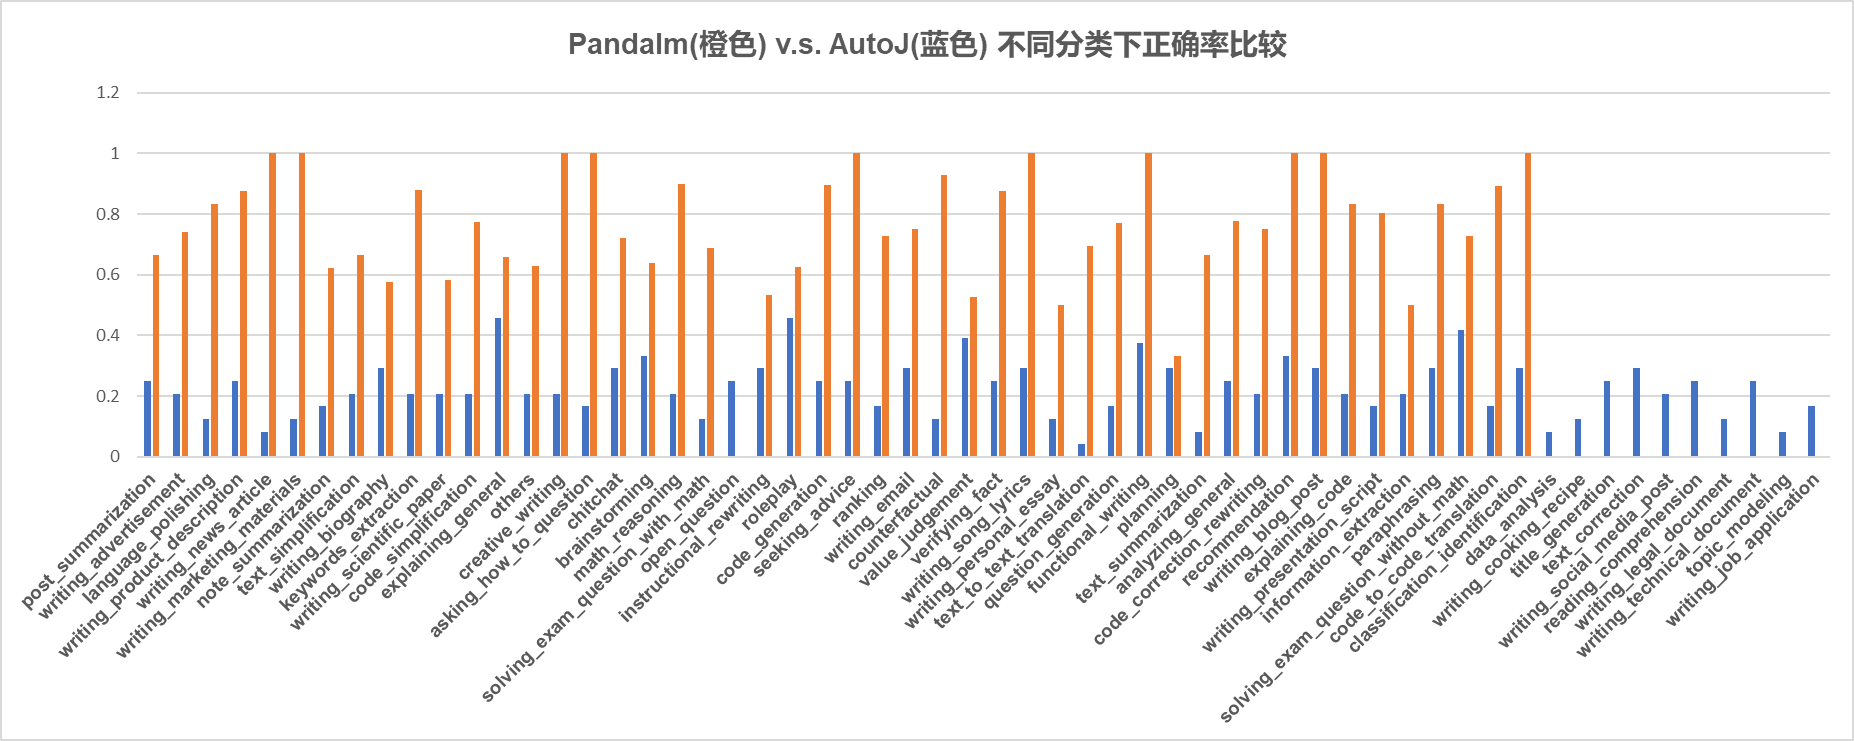 Pandalm(橙色) v.s. AutoJ(蓝色) 不同分类下正确率比较
1.2
1
0.8
0.6
0.4
0.2
0
post_summarization
writing_advertisement
language_polishing
writing_product_description
writing_news_article
writing_marketing_materials
note_summarization
text_simplification
writing_biography
keywords_extraction
writing_scientific_paper
code_simplification
explaining_general
others
creative_writing
asking_how_to_question
chitchat
brainstorming
math_reasoning
solving_exam_question_with_math
open_question
instructional_rewriting
roleplay
code_generation
seeking_advice
ranking
writing_email
counterfactual
value_judgement
verifying_fact
writing_song_lyrics
writing_personal_essay
text_to_text_translation
question_generation
functional_writing
planning
text_summarization
analyzing_general
code_correction_rewriting
recommendation
writing_blog_post
explaining_code
writing_presentation_script
information_extraction
paraphrasing
solving_exam_question_without_math
code_to_code_translation
classification_identification
data_analysis
writing_cooking_recipe
title_generation
text_correction
writing_social_media_post
reading_comprehension
writing_legal_document
writing_technical_document
topic_modeling
writing_job_application